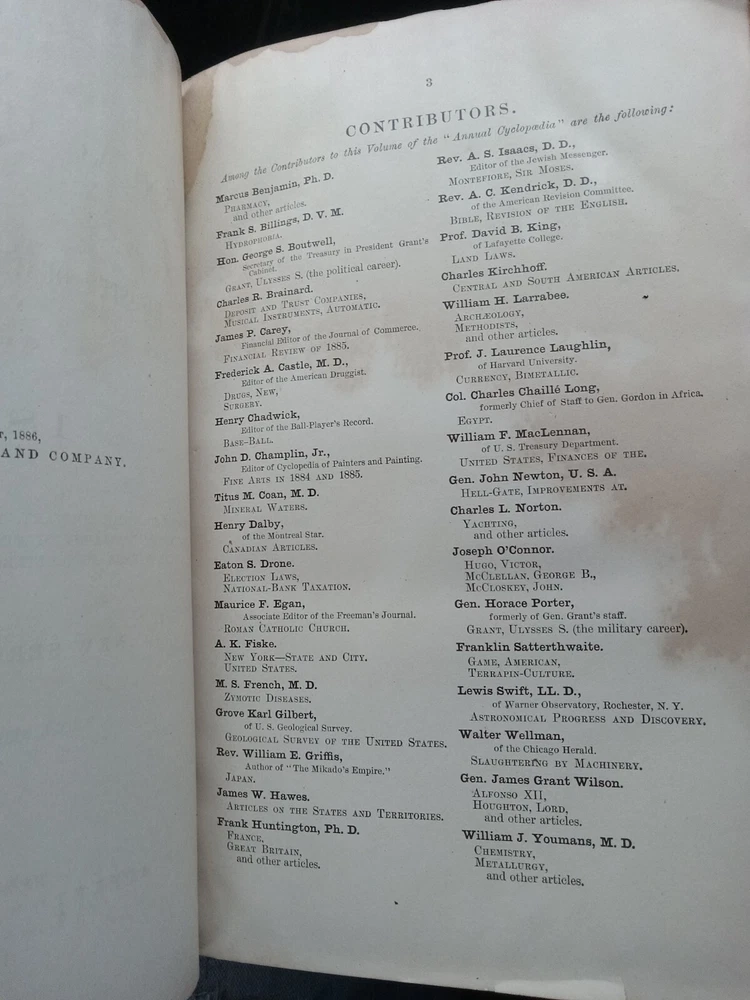 r, 1886,
AND COMPANY.
3
CONTRIBUTORS.
Among the Contributors to this Volume of the "Annual Cyclopædia" are the following:
Marcus Benjamin, Ph. D.
Pharmacy,
and other articles.
Frank S. Billings, D. V. M.
Hydrophobia.
Hon. George S. Boutwell,
Secretary of the Treasury in President Grant's
Cabinet.
Grant, Ulysses S. (the political career).
Charles R. Brainard.
Deposit and Trust Companies,
Musical Instruments, Automatic.
James P. Carey,
Financial Editor of the Journal of Commerce.
Financial Review of 1885.
Frederick A. Castle, M. D.,
Editor of the American Druggist.
Drugs, New,
Surgery.
Henry Chadwick,
Editor of the Ball-Player's Record.
Base-Ball.
John D. Champlin, Jr.,
Editor of Cyclopedia of Painters and Painting.
Fine Arts in 1884 and 1885.
Titus M. Coan, M. D.
Mineral Waters.
Henry Dalby,
of the Montreal Star.
Canadian Articles.
Eaton S. Drone.
Election Laws,
National-Bank Taxation.
Maurice F. Egan,
Associate Editor of the Freeman's Journal.
Roman Catholic Church.
A. K. Fiske.
New York—State and City.
United States.
M. S. French, M. D.
Zymotic Diseases.
Grove Karl Gilbert,
of U. S. Geological Survey.
Geological Survey of the United States.
Rev. William E. Griffis,
Author of "The Mikado's Empire."
Japan.
James W. Hawes.
Articles on the States and Territories.
Frank Huntington, Ph. D.
France,
Great Britain,
and other articles.
Rev. A. S. Isaacs, D. D.,
Editor of the Jewish Messenger.
Montefiore, Sir Moses.
Rev. A. C. Kendrick, D. D.,
of the American Revision Committee.
Bible, Revision of the English.
Prof. David B. King,
of Lafayette College.
Land Laws.
Charles Kirchhoff.
Central and South American Articles.
William H. Larrabee.
Archæology,
Methodists,
and other articles.
Prof. J. Laurence Laughlin,
of Harvard University.
Currency, Bimetallic.
Col. Charles Chaillé Long,
formerly Chief of Staff to Gen. Gordon in Africa.
Egypt.
William F. MacLennan,
of U. S. Treasury Department.
United States, Finances of the.
Gen. John Newton, U. S. A.
Hell-Gate, Improvements at.
Charles L. Norton.
Yachting,
and other articles.
Joseph O'Connor.
Hugo, Victor,
McClellan, George B.,
McCloskey, John.
Gen. Horace Porter,
formerly of Gen. Grant's staff.
Grant, Ulysses S. (the military career).
Franklin Satterthwaite.
Game, American,
Terrapin-Culture.
Lewis Swift, LL. D.,
of Warner Observatory, Rochester, N. Y.
Astronomical Progress and Discovery.
Walter Wellman,
of the Chicago Herald.
Slaughtering by Machinery.
Gen. James Grant Wilson.
Alfonso XII,
Houghton, Lord,
and other articles.
William J. Youmans, M. D.
Chemistry,
Metallurgy,
and other articles.